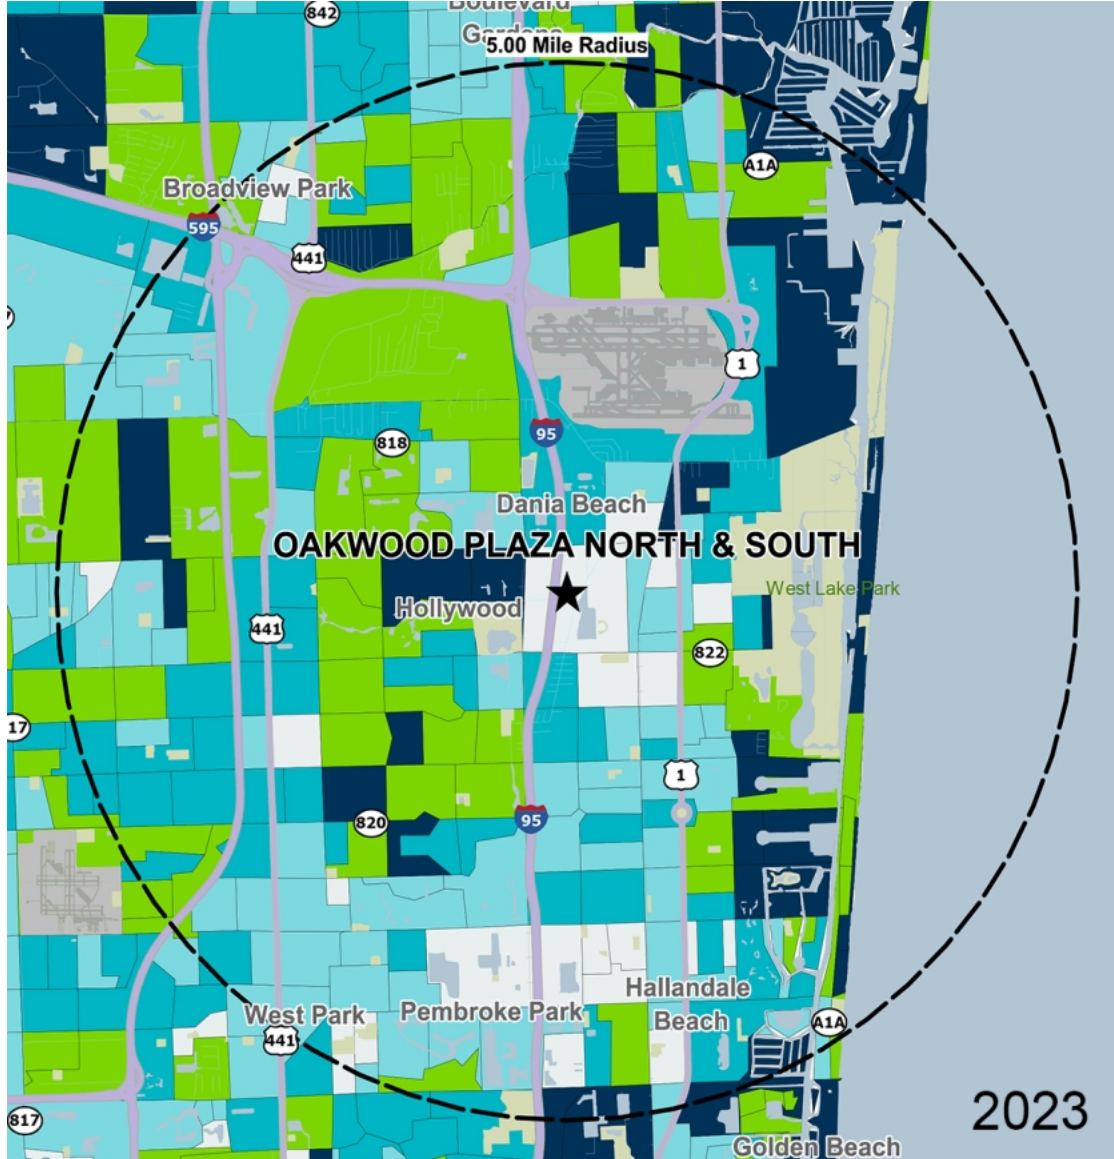 842
Boulevard
Gardens
5.00 Mile Radius
A1A
Broadview Park
595
441
1
95
818
Dania Beach
OAKWOOD PLAZA NORTH & SOUTH
West Lake Park
Hollywood
441
822
17
1
820
95
Hallandale
Beach
West Park
Pembroke Park
A1A
441
2023
817
Golden Beach